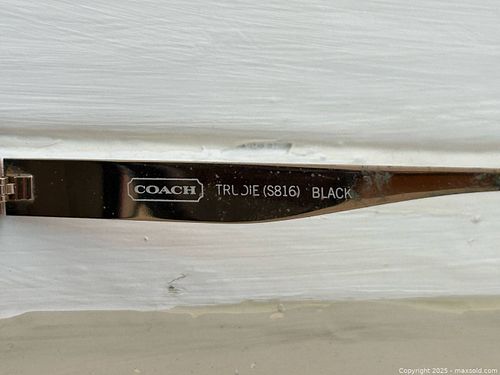 COACH TRUDIE (S816) BLACK
Copyright 2025 - maxsold.com